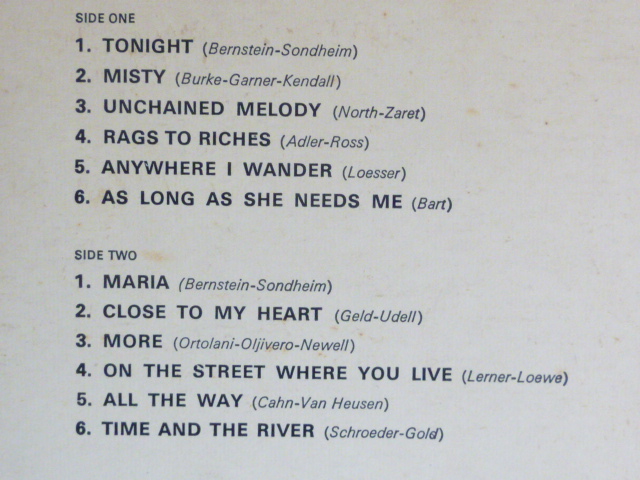 SIDE ONE
1. TONIGHT (Bernstein-Sondheim)
2. MISTY (Burke-Garner-Kendall)
3. UNCHAINED MELODY (North-Zaret)
4. RAGS TO RICHES (Adler-Ross)
5. ANYWHERE I WANDER (Loesser)
6. AS LONG AS SHE NEEDS ME (Bart)
SIDE TWO
1. MARIA (Bernstein-Sondheim)
2. CLOSE TO MY HEART (Geld-Udell)
3. MORE (Ortolani-Oljivero-Newell)
4. ON THE STREET WHERE YOU LIVE (Lerner-Loewe)
5. ALL THE WAY (Cahn-Van Heusen)
6. TIME AND THE RIVER (Schroeder-Gold)